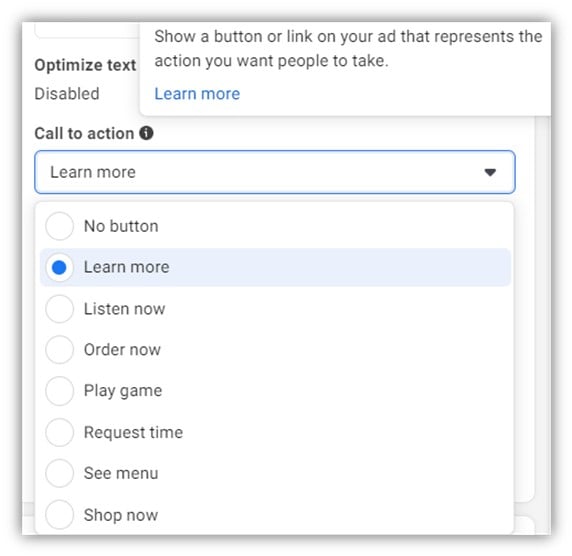 Show a button or link on your ad that represents the
action you want people to take.
Learn more
Optimize text
Disabled
Call to action
Learn more
No button
Learn more
Listen now
Order now
Play game
Request time
See menu
Shop now